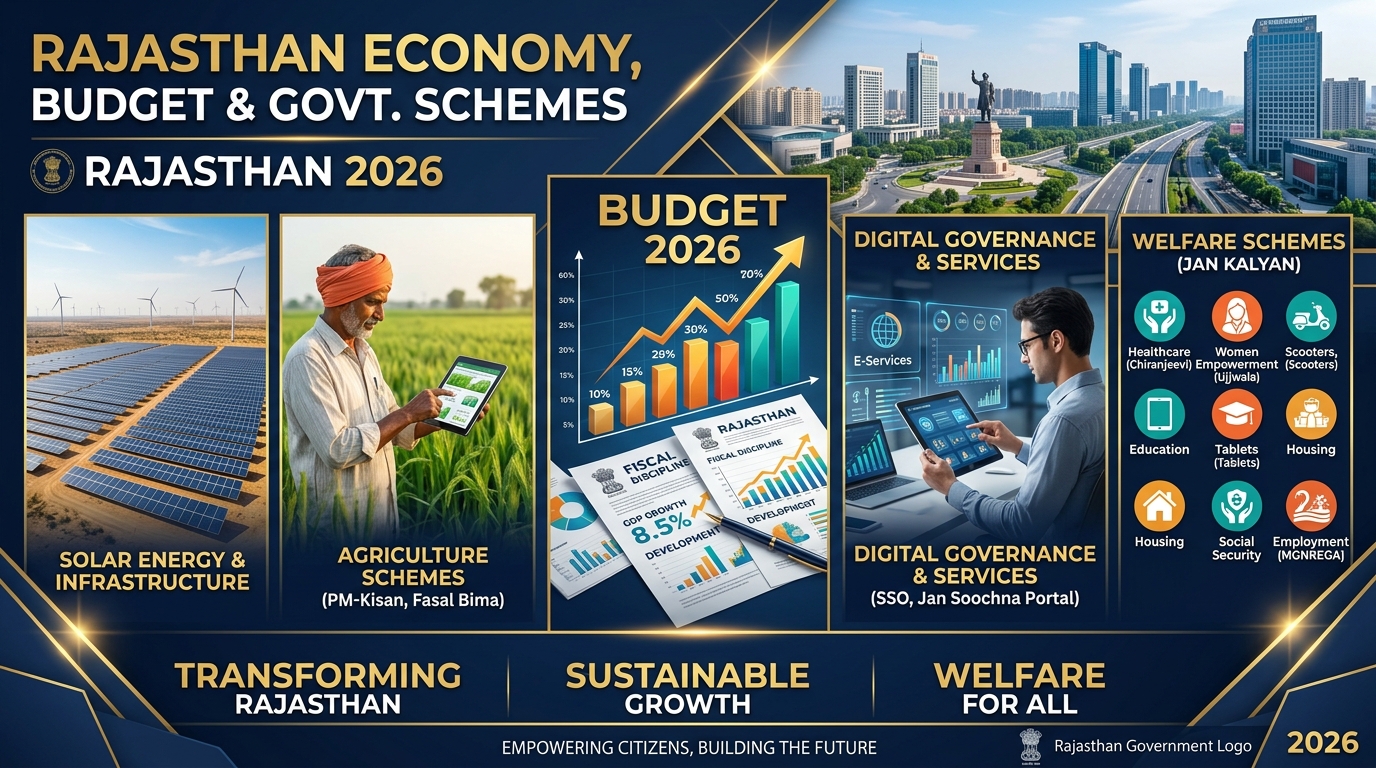 RAJASTHAN ECONOMY,
BUDGET & GOVT. SCHEMES
RAJASTHAN 2026
SOLAR ENERGY &
INFRASTRUCTURE
AGRICULTURE
SCHEMES
(PM-Kisan, Fasal Bima)
BUDGET
2026
60%
30%
25%
20%
15%
10%
5%
10%
15%
29%
30%
50%
70%
FISCAL
DISCIPLINE
GDP GROWTH
8.5%
DEVELOPMENT
RAJASTHAN
FISCAL DISCIPLINE
DIGITAL GOVERNANCE
& SERVICES
E-Services
DIGITAL GOVERNANCE
& SERVICES
(SSO, Jan Soochna Portal)
WELFARE SCHEMES
(JAN KALYAN)
Healthcare
(Chiranjeevi)
Women
Empowerment
(Ujjwala)
Scooters,
(Scooters)
Education
Tablets
(Tablets)
Housing
Housing
Social
Security
Employment
(MGNREGA)
TRANSFORMING
RAJASTHAN
SUSTAINABLE
GROWTH
WELFARE
FOR ALL
EMPOWERING CITIZENS, BUILDING THE FUTURE
Rajasthan Government Logo
2026